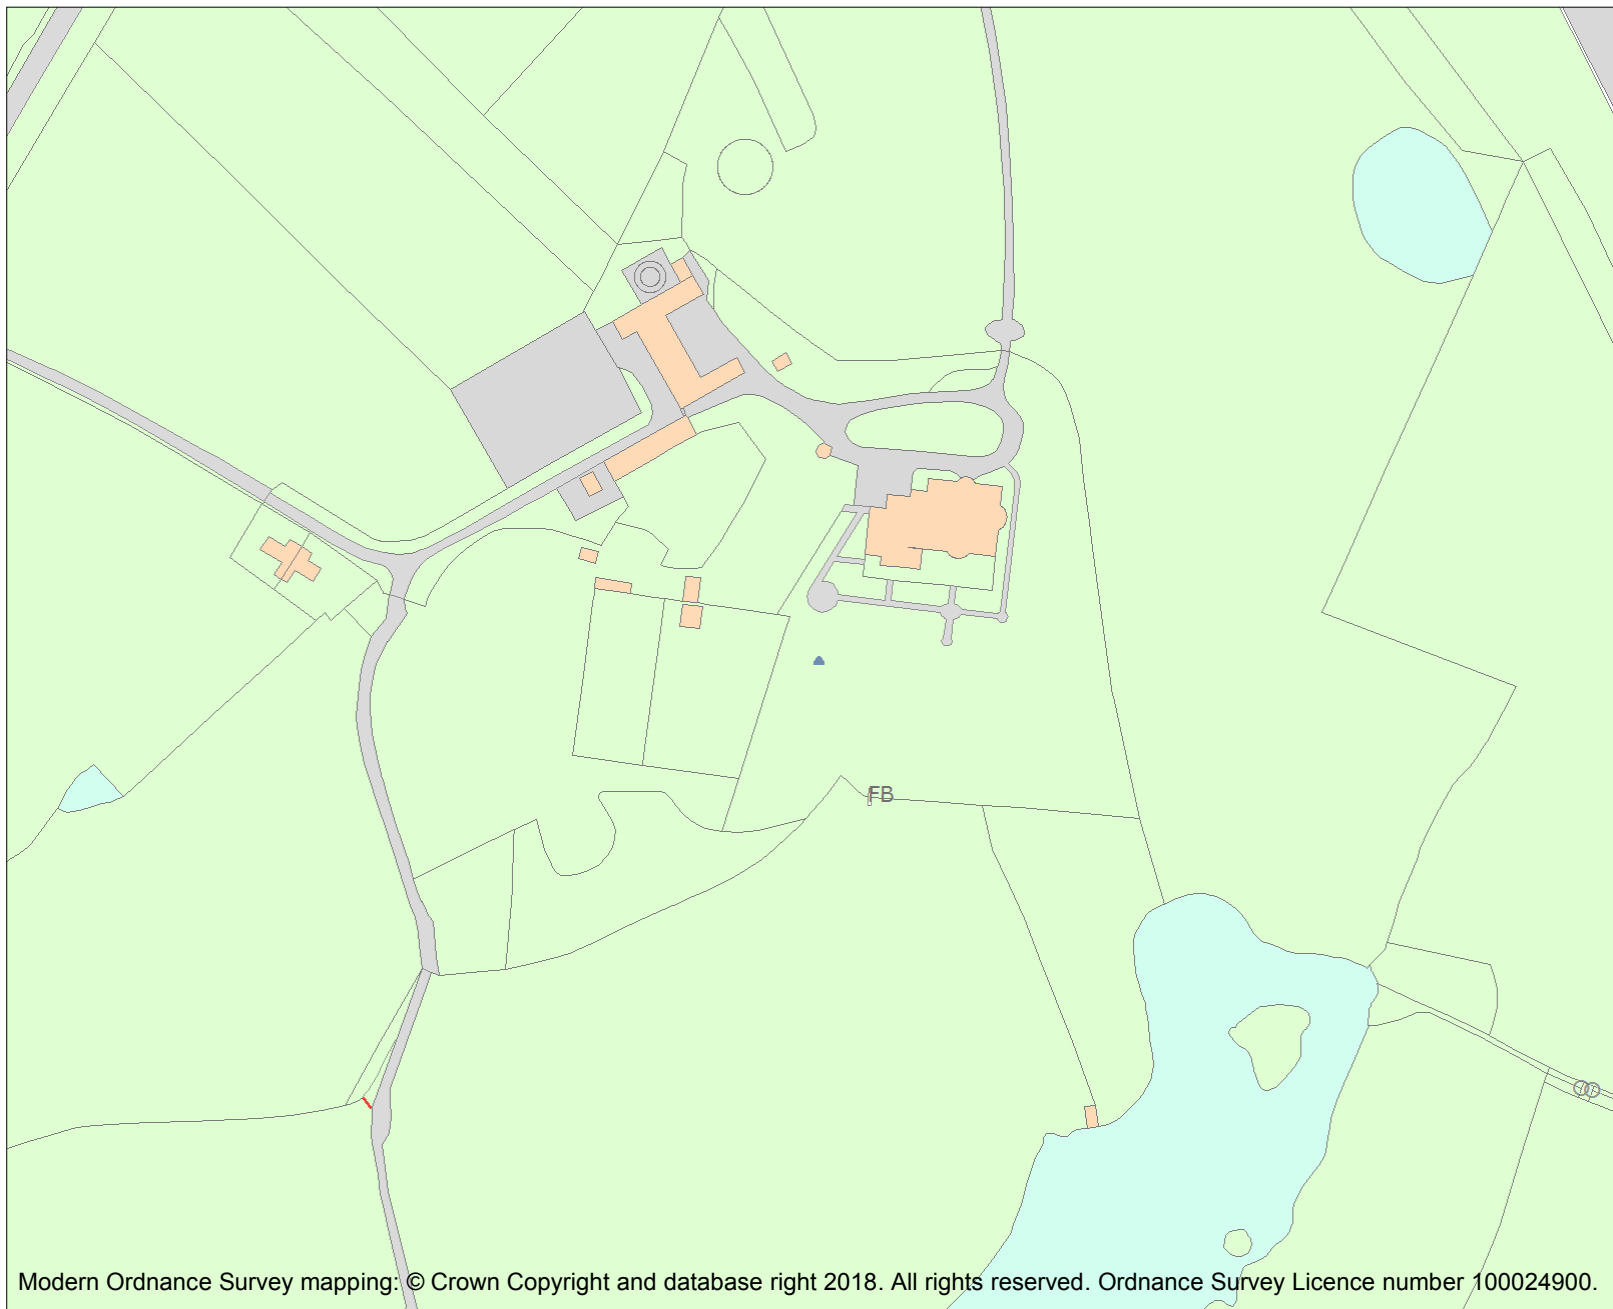 FB
Modern Ordnance Survey mapping: © Crown Copyright and database right 2018. All rights reserved. Ordnance Survey Licence number 100024900.